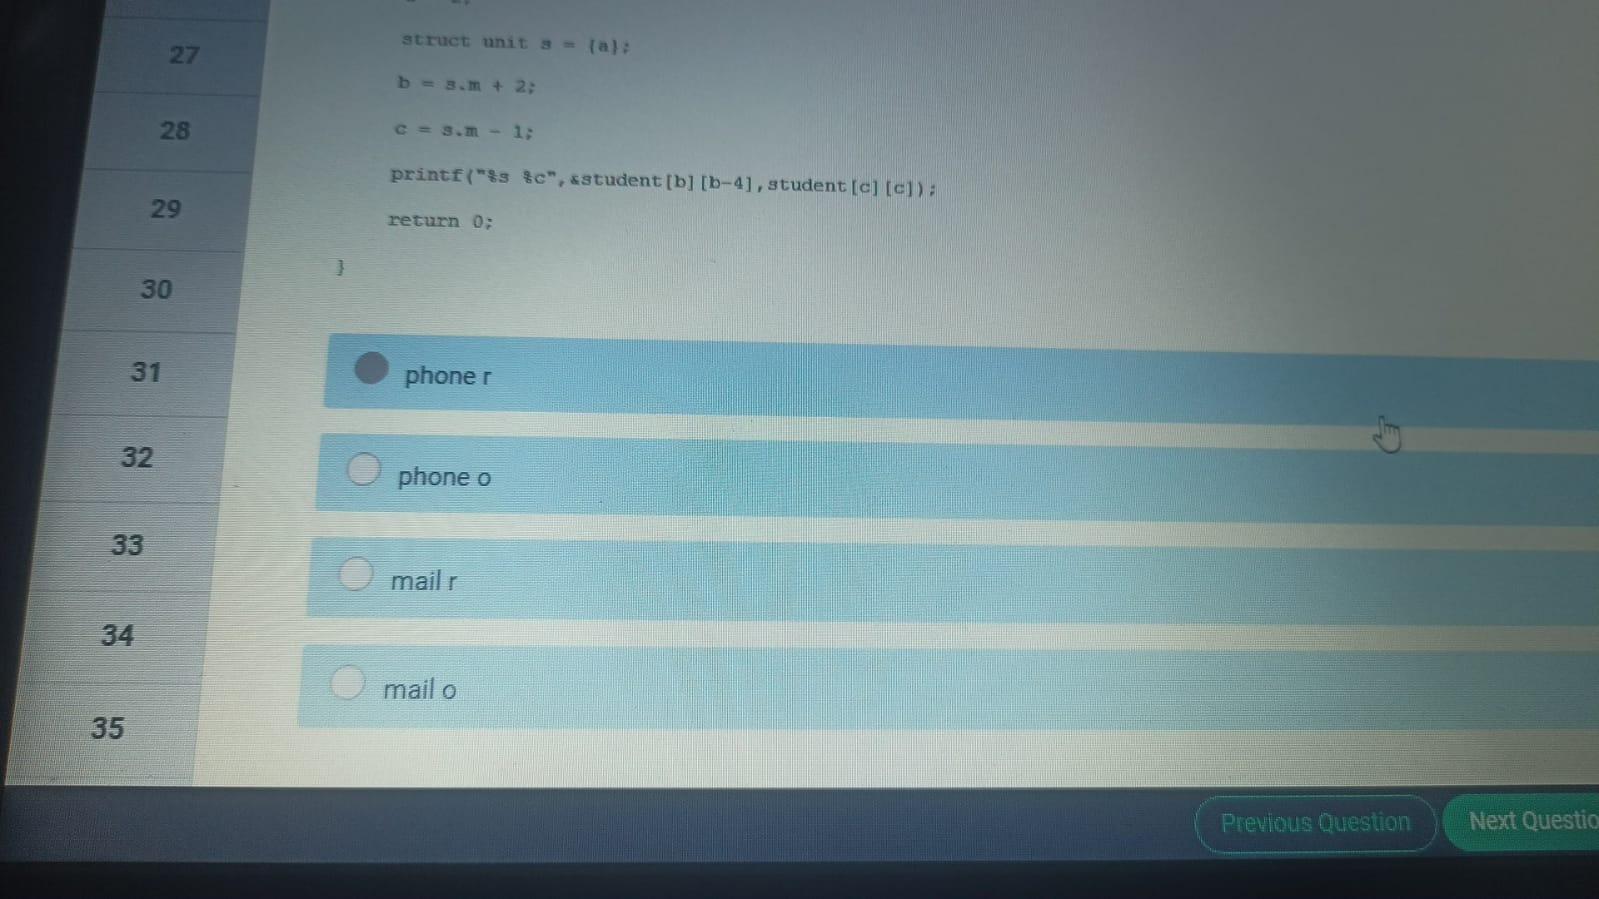 27
28
29
30
31
32
33
34
35
struct unit s = {a};
b = s.m + 2;
c = s.m - 1;
printf("%s %c",&student[b][b-4],student[c][c]);
return 0;
}
phone r
phone o
mail r
mail o
Previous Question
Next Questio